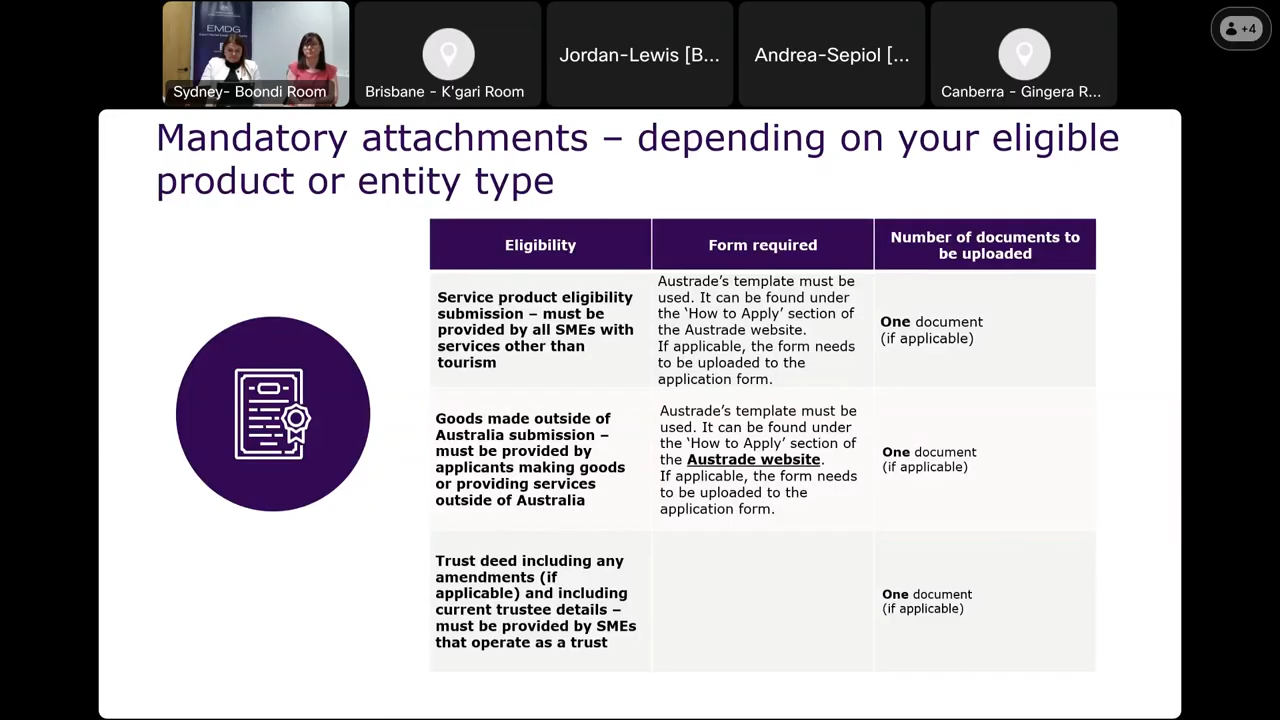 EMDG
Sydney- Boondi Room
Brisbane - K'gari Room
Jordan-Lewis [B...
Andrea-Sepiol [...
Canberra - Gingera R...
+4
Mandatory attachments – depending on your eligible
product or entity type
Eligibility
Form required
Number of documents to
be uploaded
Service product eligibility
submission – must be
provided by all SMEs with
services other than
tourism
Austrade’s template must be
used. It can be found under
the ‘How to Apply’ section of
the Austrade website.
If applicable, the form needs
to be uploaded to the
application form.
One document
(if applicable)
Goods made outside of
Australia submission –
must be provided by
applicants making goods
or providing services
outside of Australia
Austrade’s template must be
used. It can be found under
the ‘How to Apply’ section of
the Austrade website.
If applicable, the form needs
to be uploaded to the
application form.
One document
(if applicable)
Trust deed including any
amendments (if
applicable) and including
current trustee details –
must be provided by SMEs
that operate as a trust
One document
(if applicable)